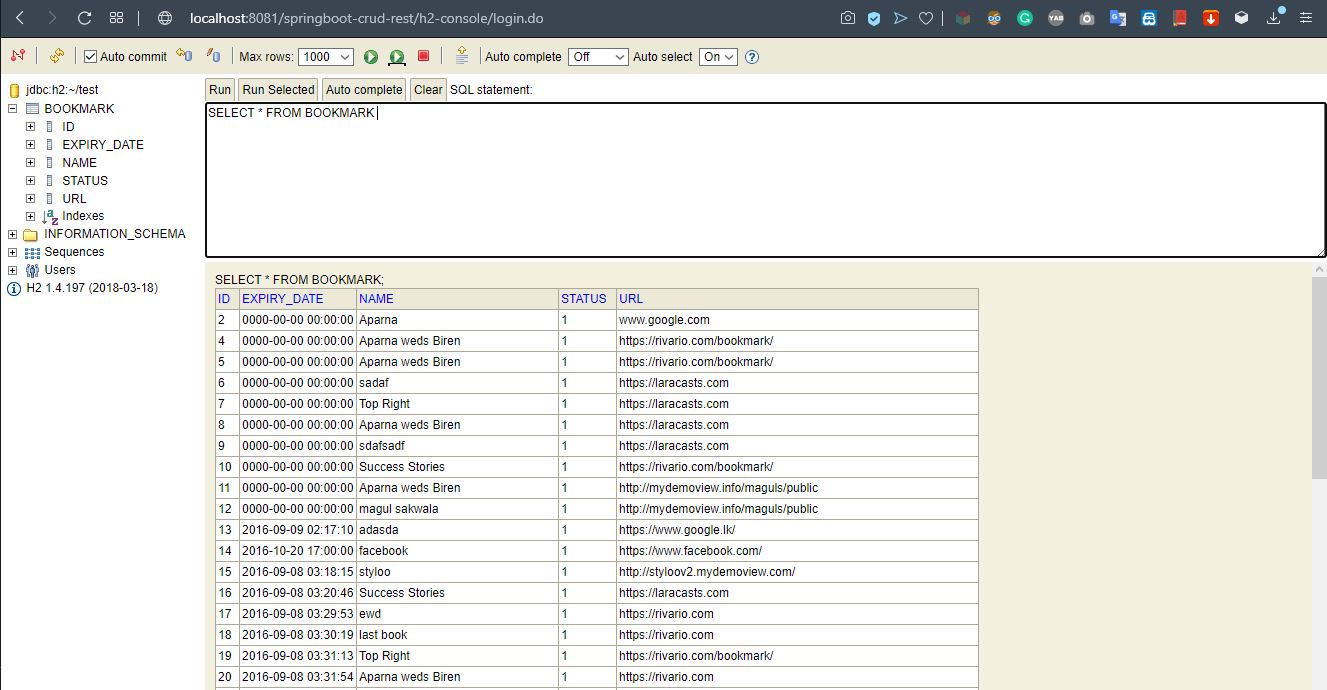 localhost:8081/springboot-crud-rest/h2-console/login.do
YAB
Auto commit Max rows: 1000 Auto complete Off Auto select On
jdbc:h2:~/test
BOOKMARK
ID
EXPIRY_DATE
NAME
STATUS
URL
Indexes
INFORMATION_SCHEMA
Sequences
Users
H2 1.4.197 (2018-03-18)
Run Run Selected Auto complete Clear SQL statement:
SELECT * FROM BOOKMARK
SELECT * FROM BOOKMARK;
ID EXPIRY_DATE NAME STATUS URL
2 0000-00-00 00:00:00 Aparna 1 www.google.com
4 0000-00-00 00:00:00 Aparna weds Biren 1 https://rivario.com/bookmark/
5 0000-00-00 00:00:00 Aparna weds Biren 1 https://rivario.com/bookmark/
6 0000-00-00 00:00:00 sadaf 1 https://laracasts.com
7 0000-00-00 00:00:00 Top Right 1 https://laracasts.com
8 0000-00-00 00:00:00 Aparna weds Biren 1 https://laracasts.com
9 0000-00-00 00:00:00 sdafsadf 1 https://laracasts.com
10 0000-00-00 00:00:00 Success Stories 1 https://rivario.com/bookmark/
11 0000-00-00 00:00:00 Aparna weds Biren 1 http://mydemoview.info/maguls/public
12 0000-00-00 00:00:00 magul sakwala 1 http://mydemoview.info/maguls/public
13 2016-09-09 02:17:10 adasda 1 https://www.google.lk/
14 2016-10-20 17:00:00 facebook 1 https://www.facebook.com/
15 2016-09-08 03:18:15 styloo 1 http://styloov2.mydemoview.com/
16 2016-09-08 03:20:46 Success Stories 1 https://laracasts.com
17 2016-09-08 03:29:53 ewd 1 https://rivario.com
18 2016-09-08 03:30:19 last book 1 https://rivario.com
19 2016-09-08 03:31:13 Top Right 1 https://rivario.com/bookmark/
20 2016-09-08 03:31:54 Aparna weds Biren 1 https://rivario.com